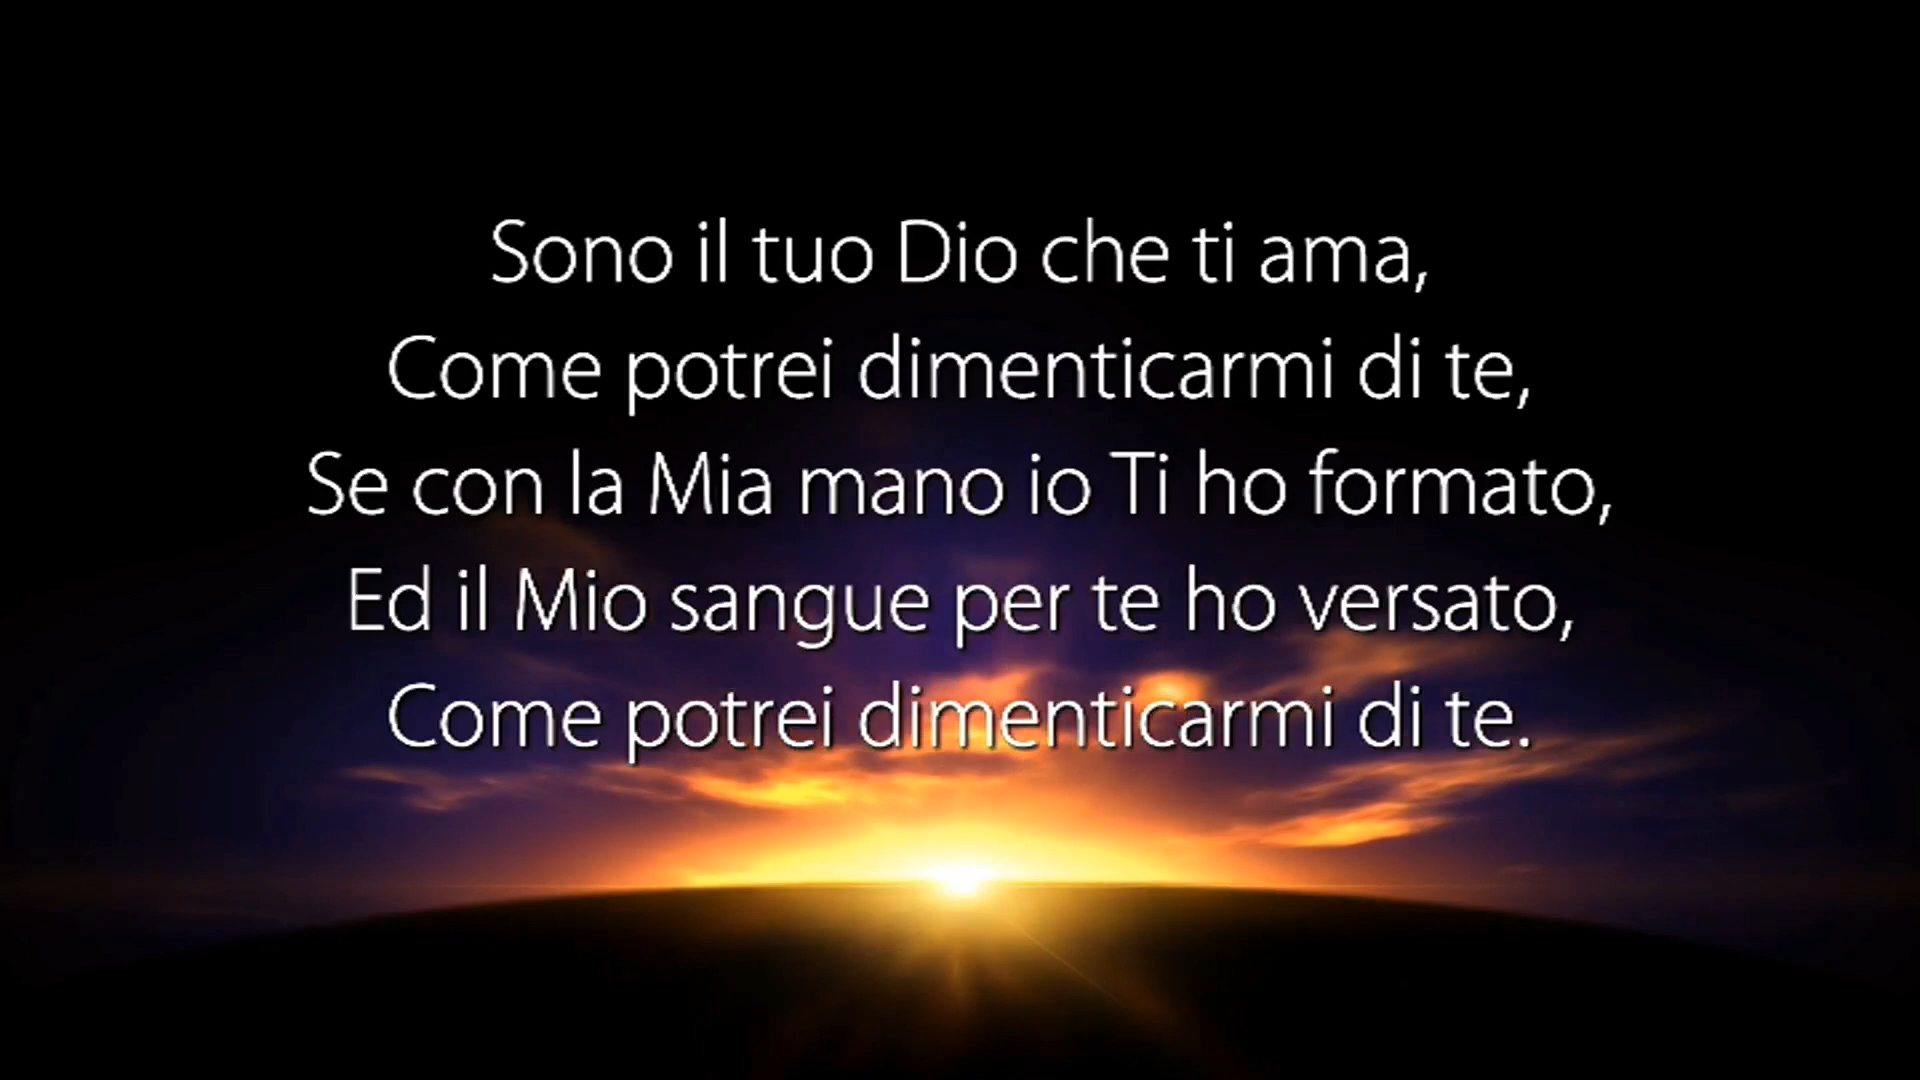 Sono il tuo Dio che ti ama,
Come potrei dimenticarmi di te,
Se con la Mia mano io Ti ho formato,
Ed il Mio sangue per te ho versato,
Come potrei dimenticarmi di te.